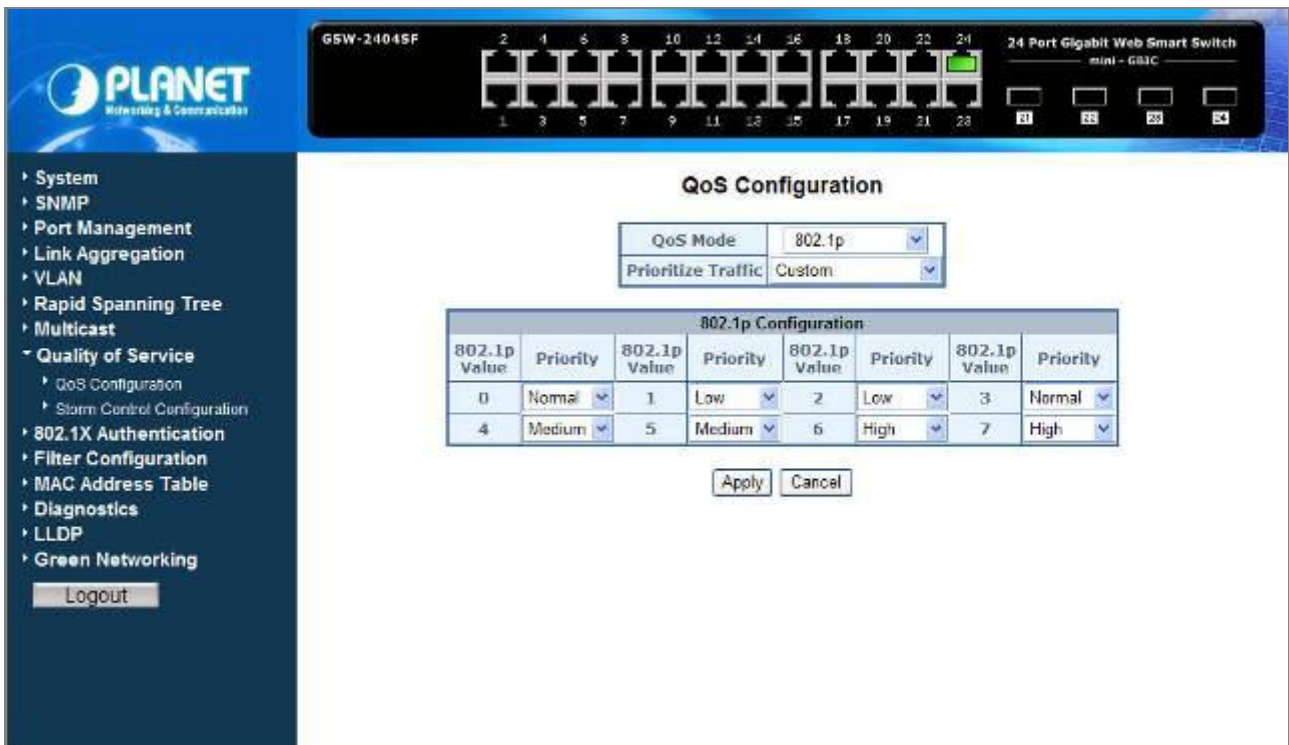 GSW-2404SF
2 4 6 8 10 12 14 16 18 20 22 24
24 Port Gigabit Web Smart Switch
mini - GBIC
PLANET
Networking & Communication
1 3 5 7 9 11 13 15 17 19 21 23
21 22 23 24
System
SNMP
Port Management
Link Aggregation
VLAN
Rapid Spanning Tree
Multicast
Quality of Service
QoS Configuration
Storm Control Configuration
802.1X Authentication
Filter Configuration
MAC Address Table
Diagnostics
LLDP
Green Networking
Logout
QoS Configuration
QoS Mode 802.1p
Prioritize Traffic Custom
802.1p Configuration
802.1p Value Priority 802.1p Value Priority 802.1p Value Priority 802.1p Value Priority
0 Normal 1 Low 2 Low 3 Normal
4 Medium 5 Medium 6 High 7 High
Apply Cancel